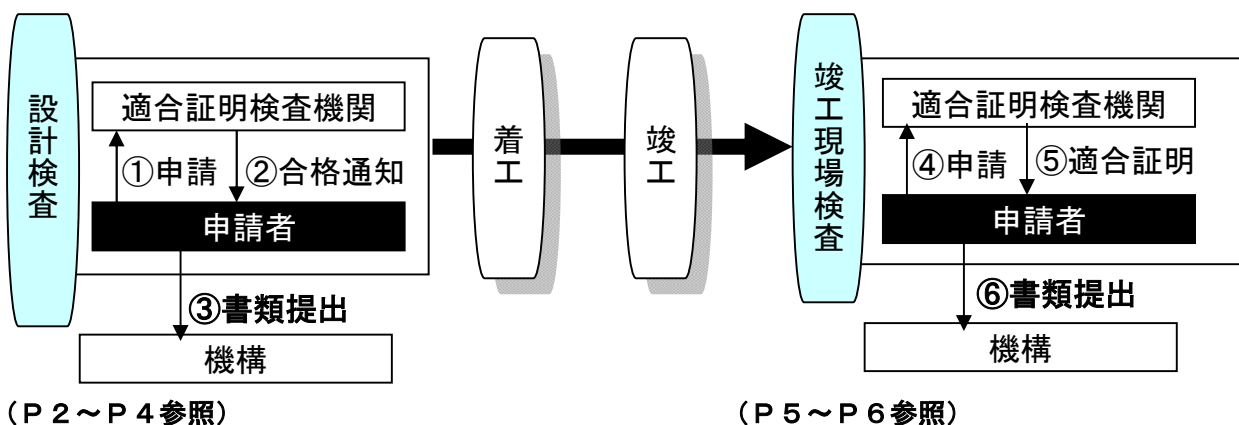 設計検査
適合証明検査機関
①申請
②合格通知
申請者
③書類提出
機構
(P2～P4参照)
着工
竣工
竣工現場検査
適合証明検査機関
④申請
⑤適合証明
申請者
⑥書類提出
機構
(P5～P6参照)